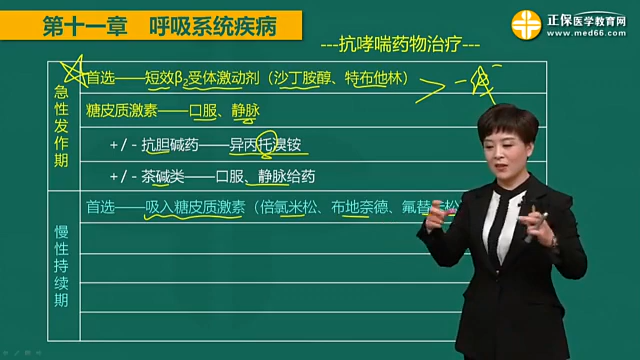 第十一章 呼吸系统疾病
正保医学教育网
www.med66.com
---抗哮喘药物治疗---
急性发作期
首选——短效β2受体激动剂（沙丁胺醇、特布他林）
糖皮质激素——口服、静脉
+/- 抗胆碱药——异丙托溴铵
+/- 茶碱类——口服、静脉给药
慢性持续期
首选——吸入糖皮质激素（倍氯米松、布地奈德、氟替卡松）